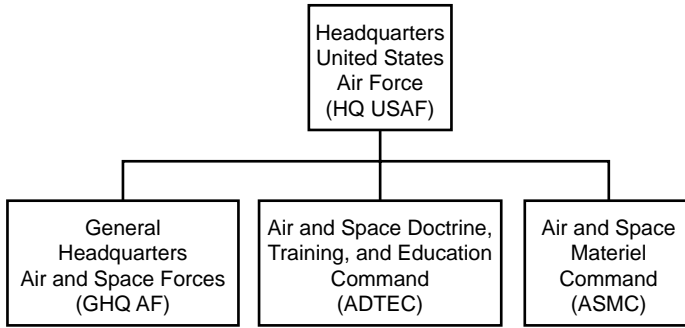 Headquarters
United States
Air Force
(HQ USAF)
General
Headquarters
Air and Space Forces
(GHQ AF)
Air and Space Doctrine,
Training, and Education
Command
(ADTEC)
Air and Space
Materiel
Command
(ASMC)